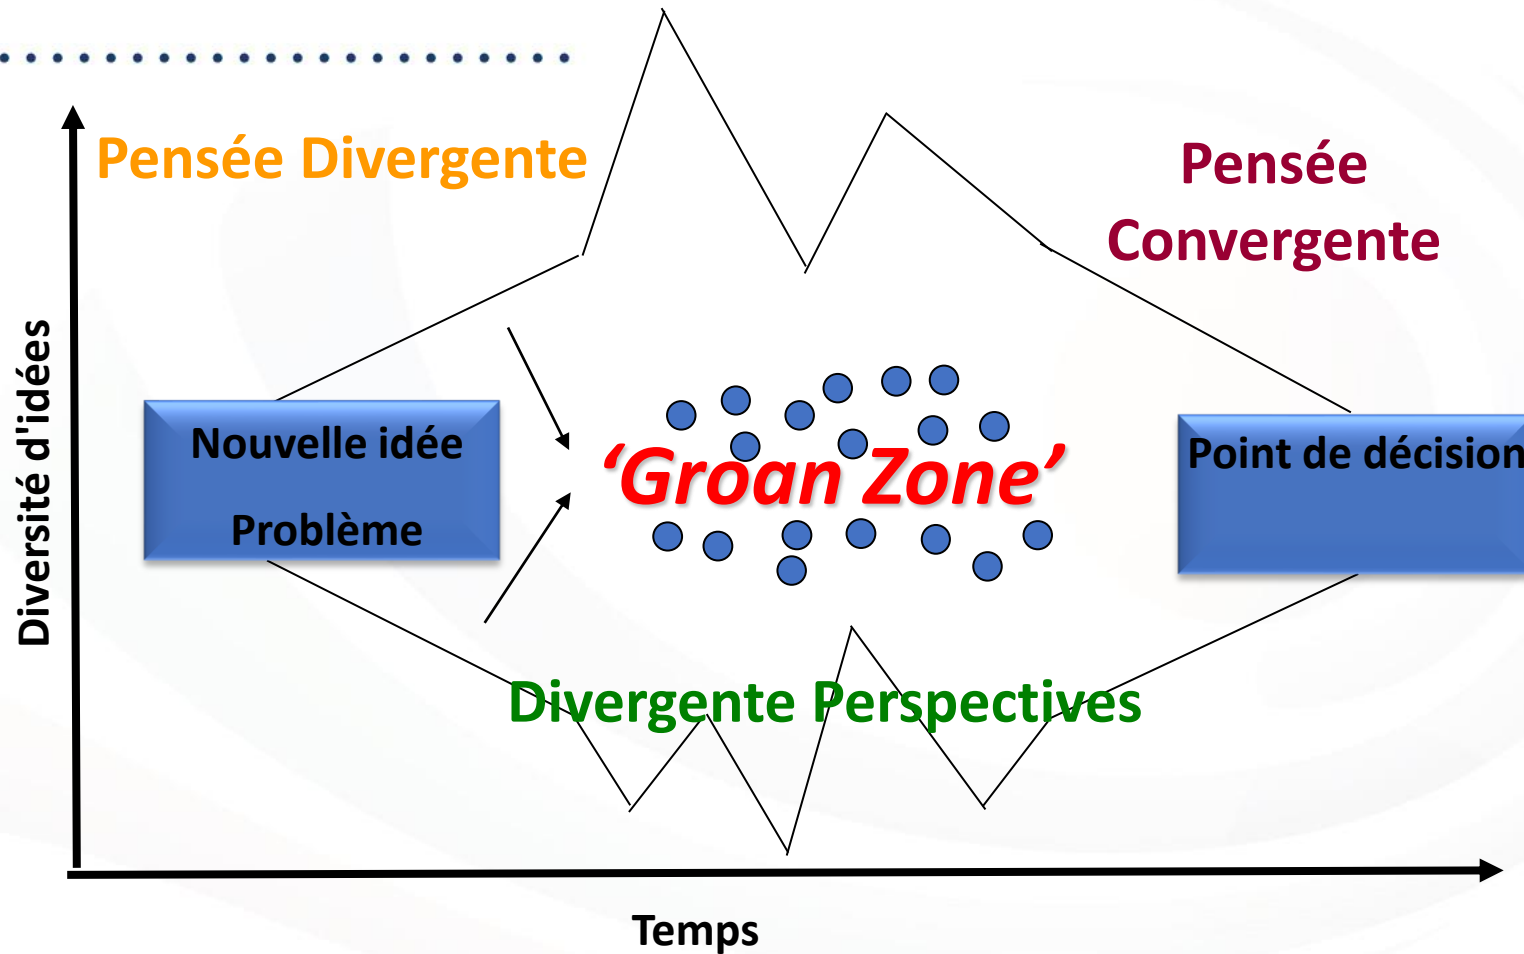 Pensée Divergente
Pensée
Convergente
Diversité d'idées
Nouvelle idée
Problème
‘Groan Zone’
Point de décision
Divergente Perspectives
Temps